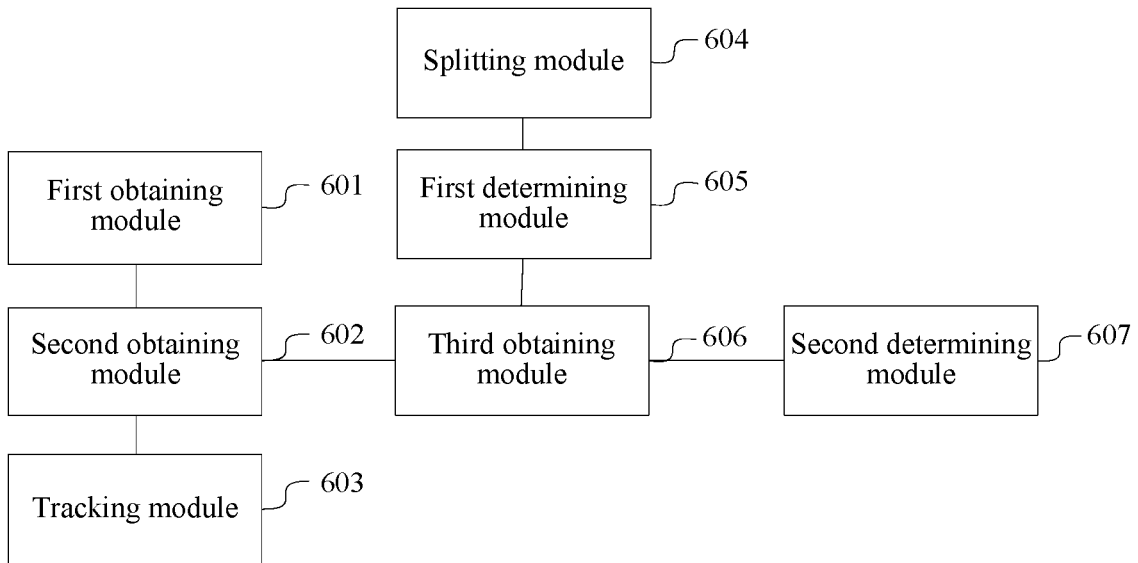 Splitting module
604
First obtaining
module
601
First determining
module
605
Second obtaining
module
602
Third obtaining
module
606
Second determining
module
607
Tracking module
603